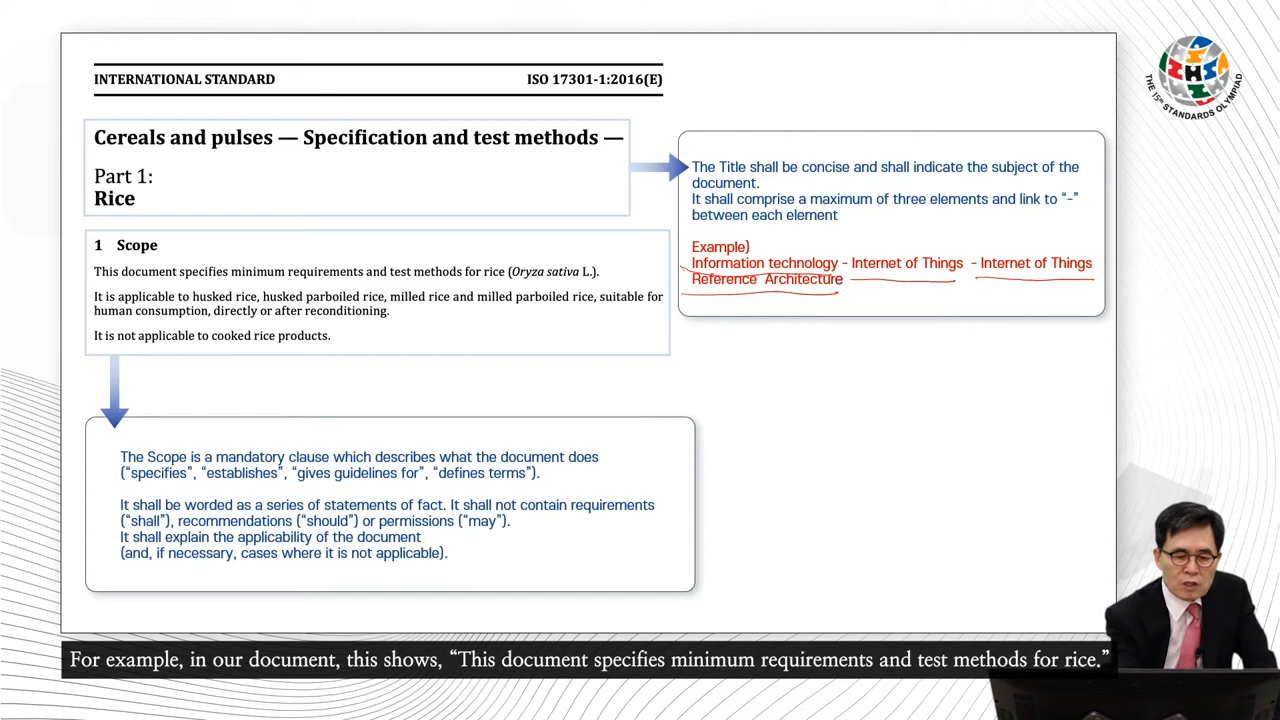 INTERNATIONAL STANDARD ISO 17301-1:2016(E)
Cereals and pulses — Specification and test methods —
Part 1:
Rice
1 Scope
This document specifies minimum requirements and test methods for rice (Oryza sativa L.).
It is applicable to husked rice, husked parboiled rice, milled rice and milled parboiled rice, suitable for
human consumption, directly or after reconditioning.
It is not applicable to cooked rice products.
The Title shall be concise and shall indicate the subject of the
document.
It shall comprise a maximum of three elements and link to “-”
between each element
Example)
Information technology - Internet of Things - Internet of Things
Reference Architecture
The Scope is a mandatory clause which describes what the document does
(“specifies”, “establishes”, “gives guidelines for”, “defines terms”).
It shall be worded as a series of statements of fact. It shall not contain requirements
(“shall”), recommendations (“should”) or permissions (“may”).
It shall explain the applicability of the document
(and, if necessary, cases where it is not applicable).
THE 15th STANDARDS OLYMPIAD
For example, in our document, this shows, “This document specifies minimum requirements and test methods for rice.”